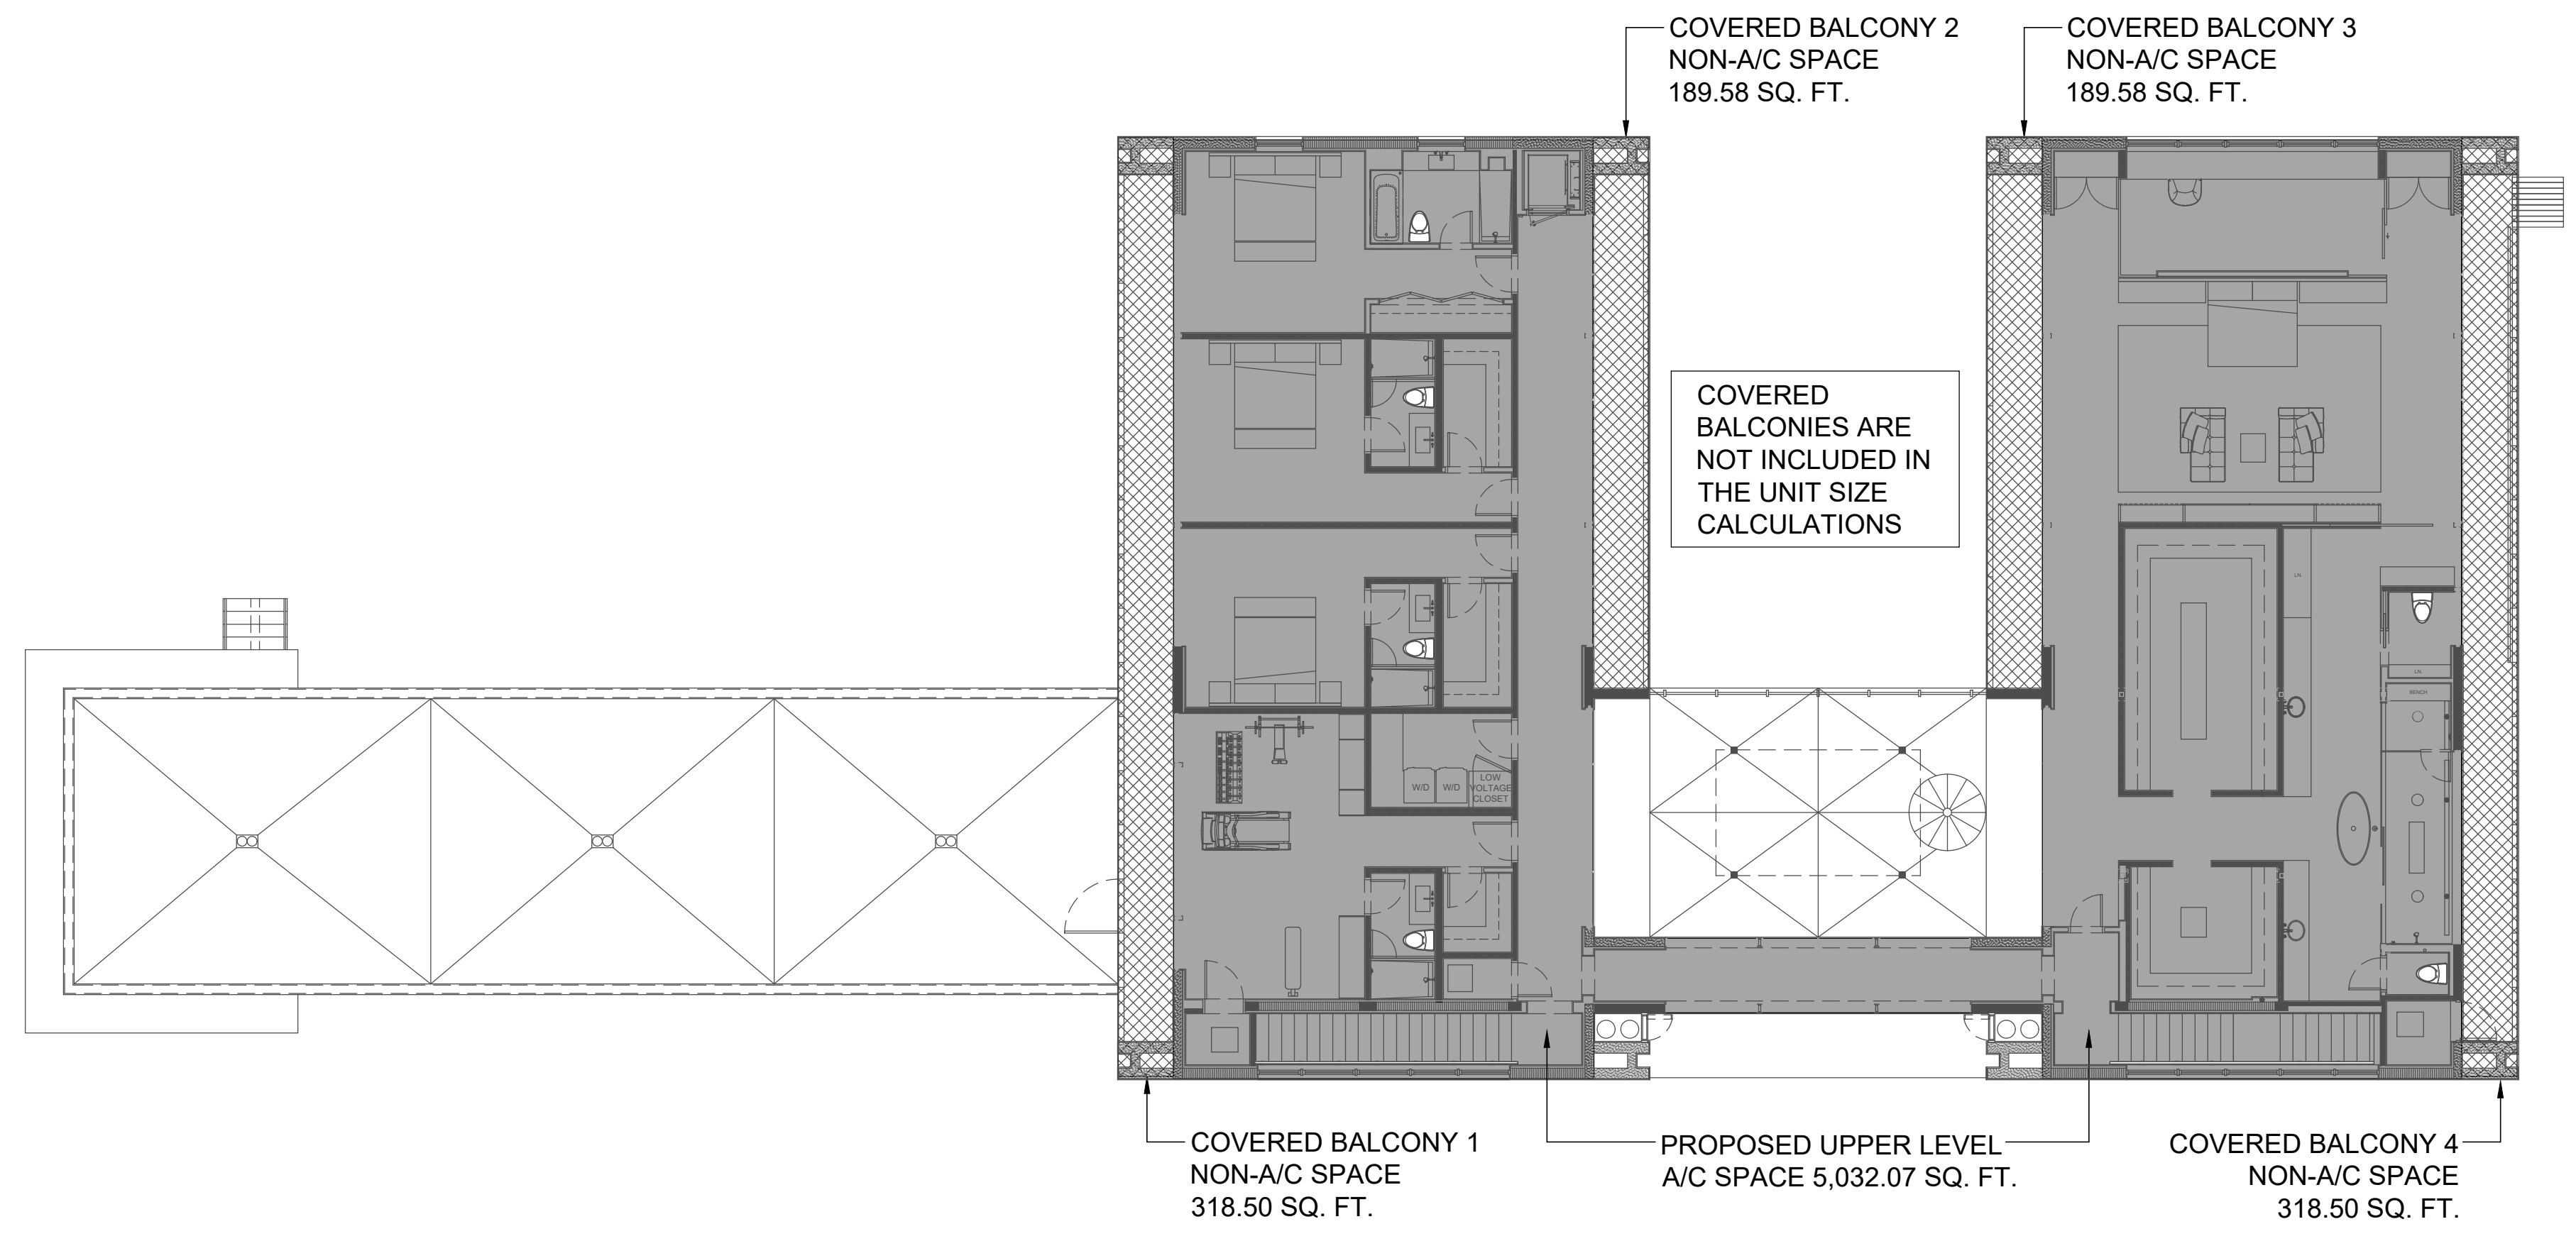 COVERED BALCONY 2
NON-A/C SPACE
189.58 SQ. FT.
COVERED BALCONY 3
NON-A/C SPACE
189.58 SQ. FT.
COVERED
BALCONIES ARE
NOT INCLUDED IN
THE UNIT SIZE
CALCULATIONS
LN.
LN.
BENCH
W/D
W/D
LOW
VOLTAGE
CLOSET
COVERED BALCONY 1
NON-A/C SPACE
318.50 SQ. FT.
PROPOSED UPPER LEVEL
A/C SPACE 5,032.07 SQ. FT.
COVERED BALCONY 4
NON-A/C SPACE
318.50 SQ. FT.